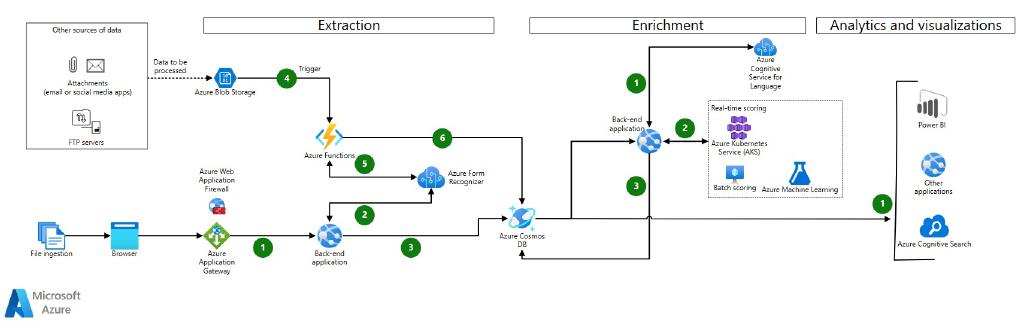 Extraction
Enrichment
Analytics and visualizations
Other sources of data
Attachments
(email or social media apps)
FTP servers
Data to be
processed
Azure Blob Storage
4
Trigger
Azure Functions
6
5
Azure Form
Recognizer
2
Azure Web
Application
Firewall
File ingestion
Browser
Azure
Application
Gateway
1
Back-end
application
3
Azure Cosmos
DB
1
Azure
Cognitive
Service for
Language
Back-end
application
2
3
Real-time scoring
Azure Kubernetes
Service (AKS)
Batch scoring
Azure Machine Learning
1
Power BI
Other
applications
Azure Cognitive Search
Microsoft
Azure